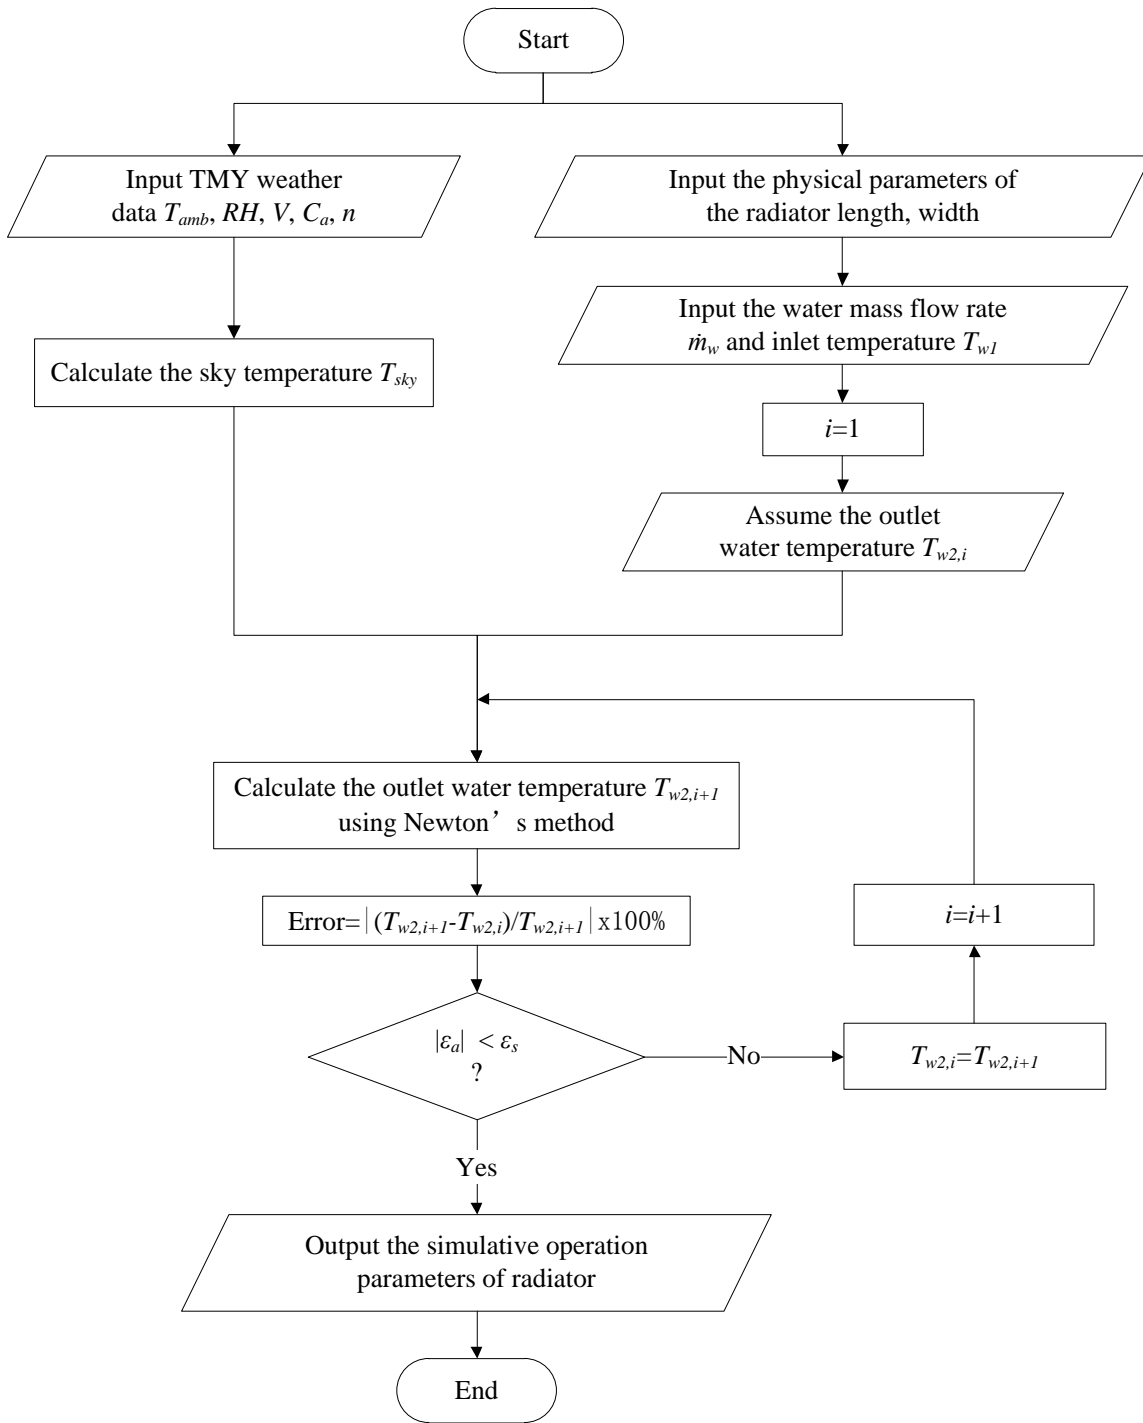 Start
Input TMY weather
data T_amb, RH, V, C_a, n
Input the physical parameters of
the radiator length, width
Input the water mass flow rate
ṁ_w and inlet temperature T_w1
Calculate the sky temperature T_sky
i=1
Assume the outlet
water temperature T_w2,i
Calculate the outlet water temperature T_w2,i+1
using Newton’s method
Error=|(T_w2,i+1-T_w2,i)/T_w2,i+1|x100%
i=i+1
|ε_a| < ε_s
?
No
T_w2,i=T_w2,i+1
Yes
Output the simulative operation
parameters of radiator
End